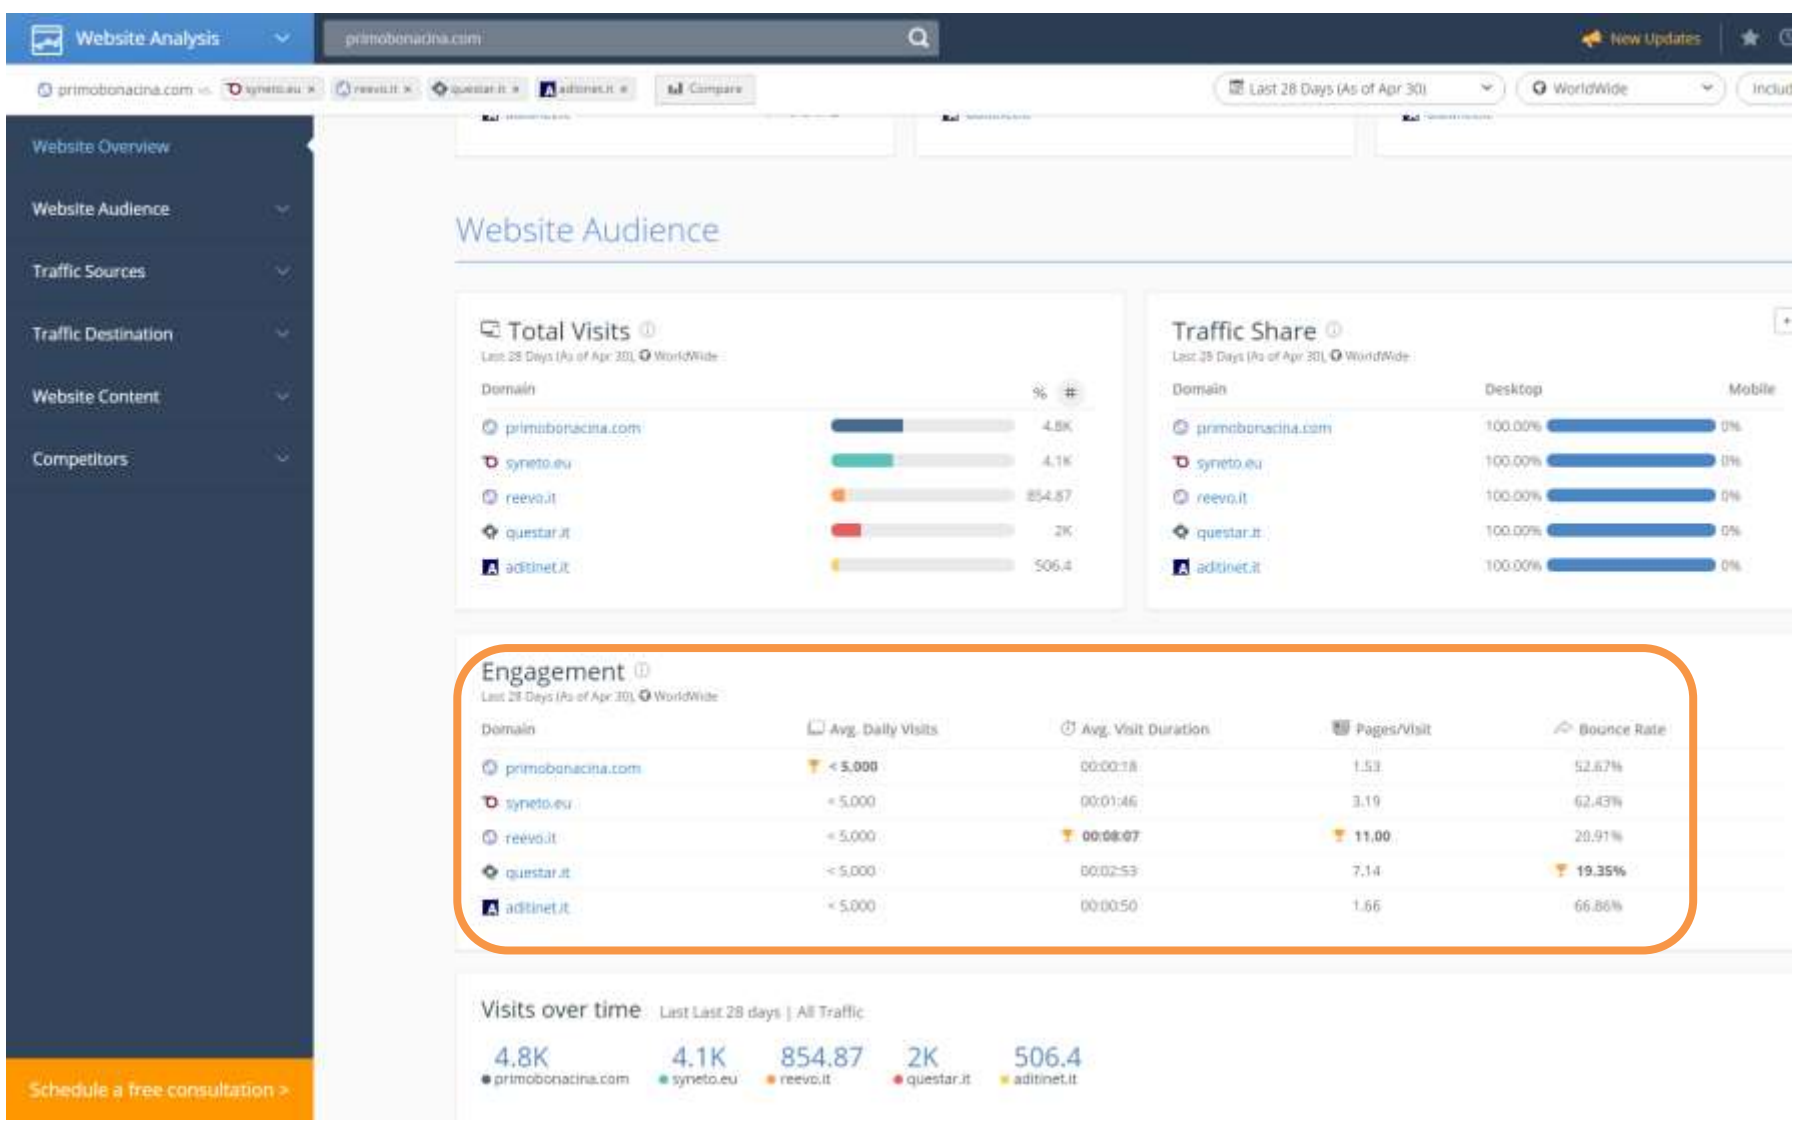 Website Analysis
primobonacina.com
New Updates
primobonacina.com vs. syneto.eu × reevo.it × questar.it × aditinet.it × Compare
Last 28 Days (As of Apr 30) WorldWide Includ
Website Overview
Website Audience
Traffic Sources
Traffic Destination
Website Content
Competitors
Schedule a free consultation >
Website Audience
Total Visits
Last 28 Days (As of Apr 30), WorldWide
Domain % #
primobonacina.com 4.8K
syneto.eu 4.1K
reevo.it 854.87
questar.it 2K
aditinet.it 506.4
Traffic Share
Last 28 Days (As of Apr 30), WorldWide
Domain Desktop Mobile
primobonacina.com 100.00% 0%
syneto.eu 100.00% 0%
reevo.it 100.00% 0%
questar.it 100.00% 0%
aditinet.it 100.00% 0%
Engagement
Last 28 Days (As of Apr 30), WorldWide
Domain Avg. Daily Visits Avg. Visit Duration Pages/Visit Bounce Rate
primobonacina.com < 5,000 00:00:18 1.53 52.67%
syneto.eu < 5,000 00:01:46 3.19 62.43%
reevo.it < 5,000 00:08:07 11.00 20.91%
questar.it < 5,000 00:02:53 7.14 19.35%
aditinet.it < 5,000 00:00:50 1.66 66.86%
Visits over time Last Last 28 days | All Traffic
4.8K 4.1K 854.87 2K 506.4
primobonacina.com syneto.eu reevo.it questar.it aditinet.it